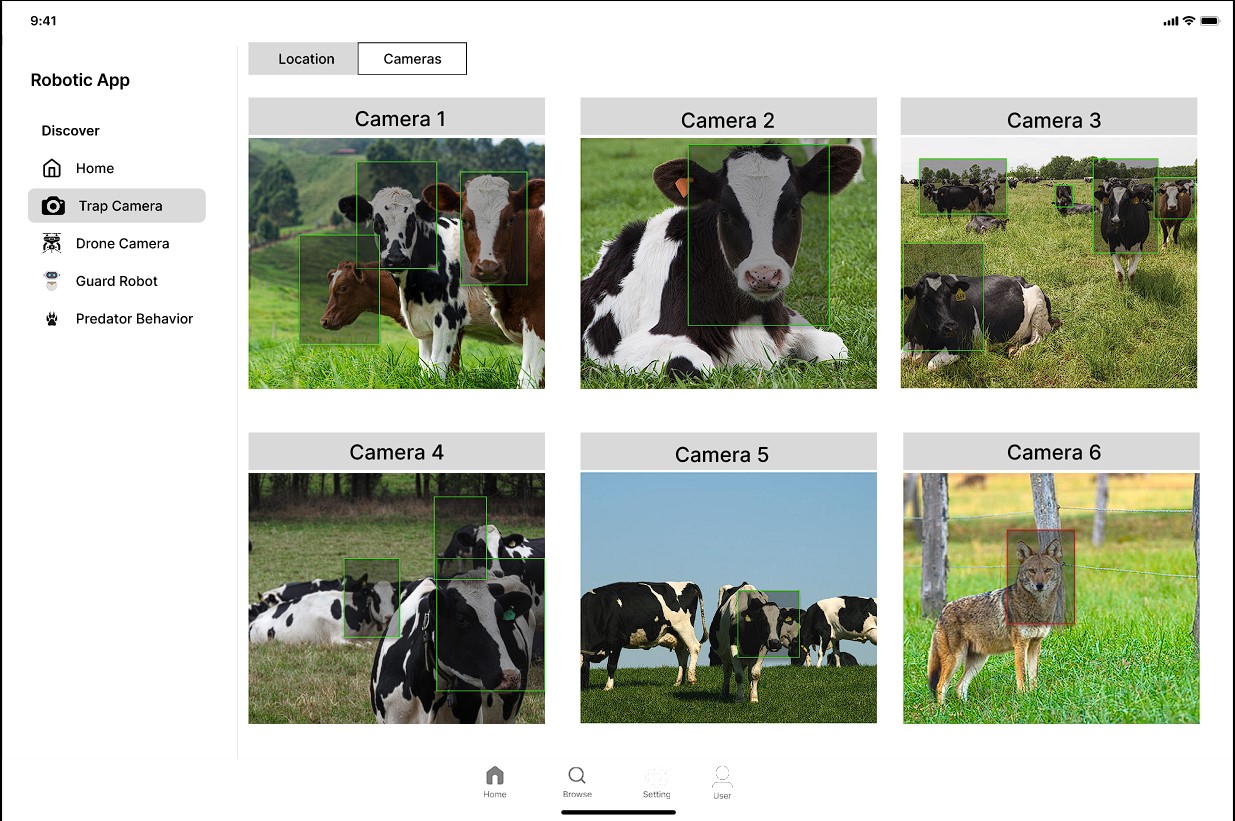 9:41
Robotic App
Discover
Home
Trap Camera
Drone Camera
Guard Robot
Predator Behavior
Location
Cameras
Camera 1
Camera 2
Camera 3
Camera 4
Camera 5
Camera 6
Home
Browse
Setting
User